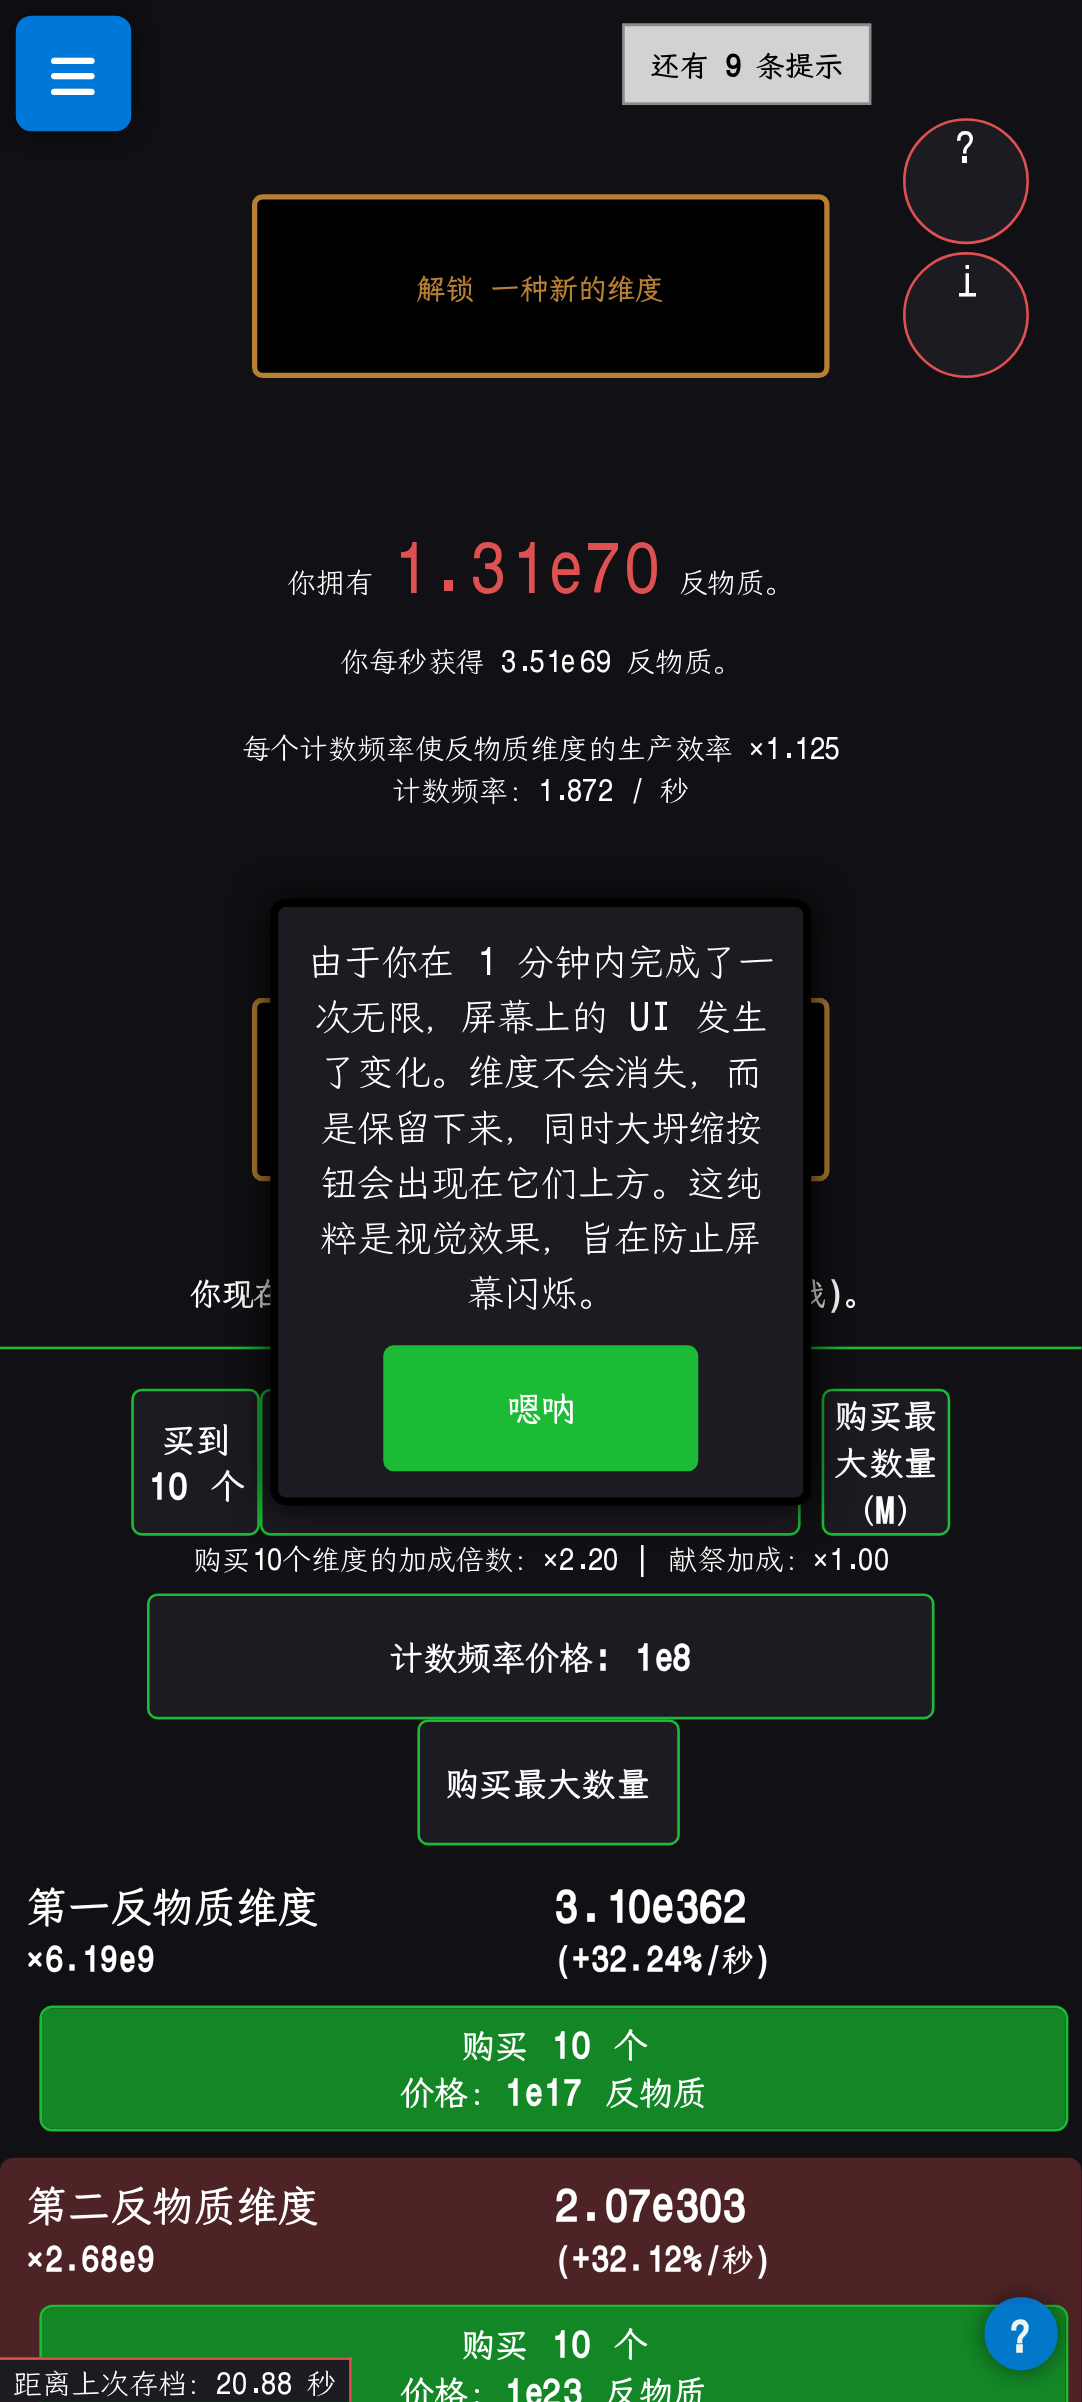 还有 9 条提示
?
i
解锁 一种新的维度
你拥有 1.31e70 反物质。
你每秒获得 3.51e69 反物质。
每个计数频率使反物质维度的生产效率 ×1.125
计数频率: 1.872 / 秒
由于你在 1 分钟内完成了一
次无限, 屏幕上的 UI 发生
了变化。维度不会消失, 而
是保留下来, 同时大坍缩按
钮会出现在它们上方。这纯
粹是视觉效果, 旨在防止屏
幕闪烁。
嗯呐
你现在
)。
买到
10 个
购买最
大数量
(M)
购买10个维度的加成倍数: ×2.20 | 献祭加成: ×1.00
计数频率价格: 1e8
购买最大数量
第一反物质维度 3.10e362
×6.19e9 (+32.24%/秒)
购买 10 个
价格: 1e17 反物质
第二反物质维度 2.07e303
×2.68e9 (+32.12%/秒)
购买 10 个
价格: 1e23 反物质
?
距离上次存档: 20.88 秒